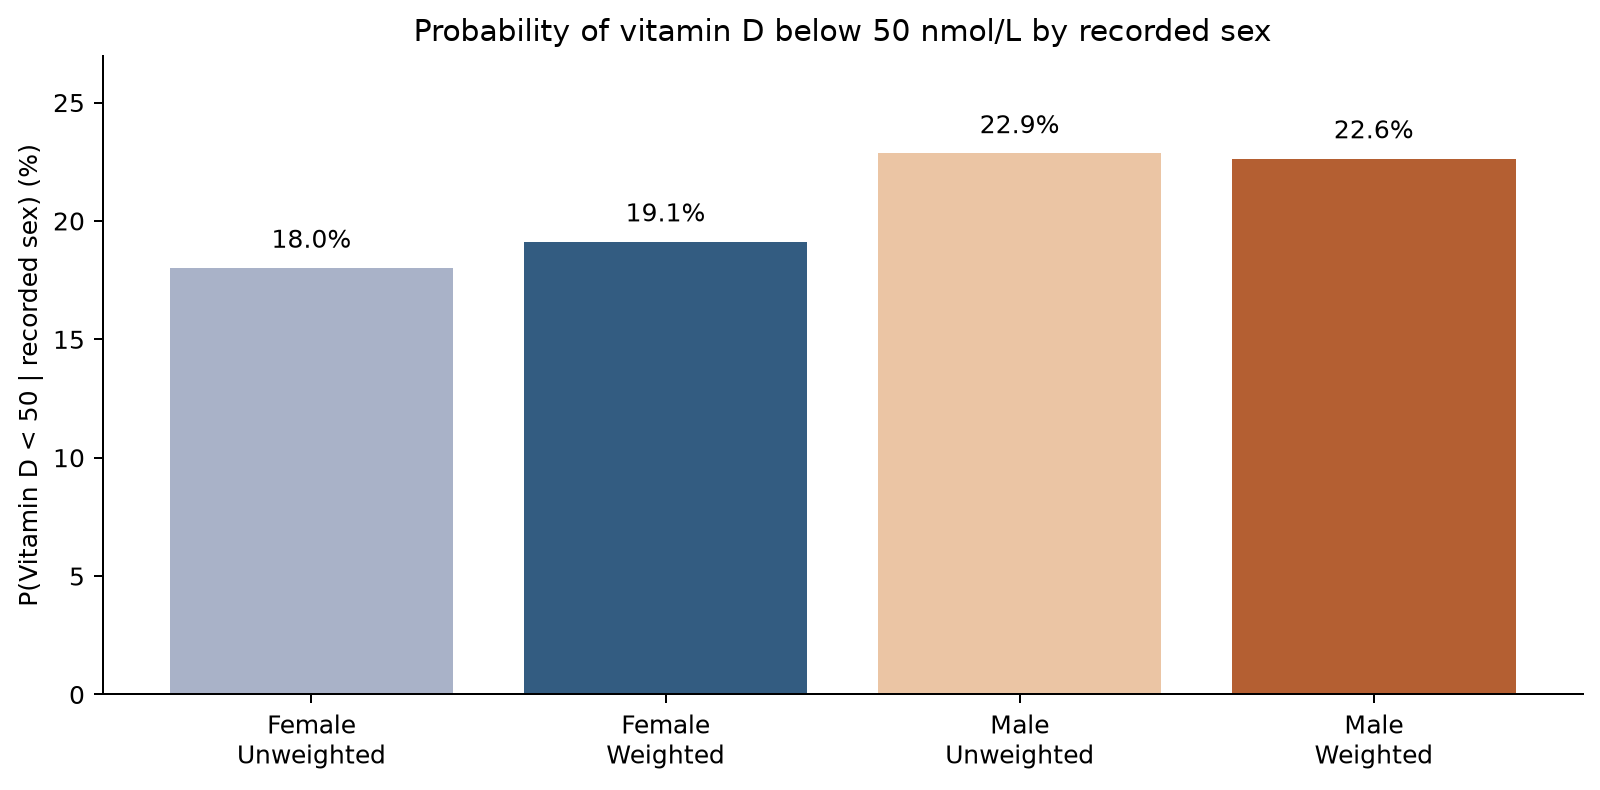 Probability of vitamin D below 50 nmol/L by recorded sex
P(Vitamin D < 50 | recorded sex) (%)
25
20
15
10
5
0
18.0%
19.1%
22.9%
22.6%
Female
Unweighted
Female
Weighted
Male
Unweighted
Male
Weighted